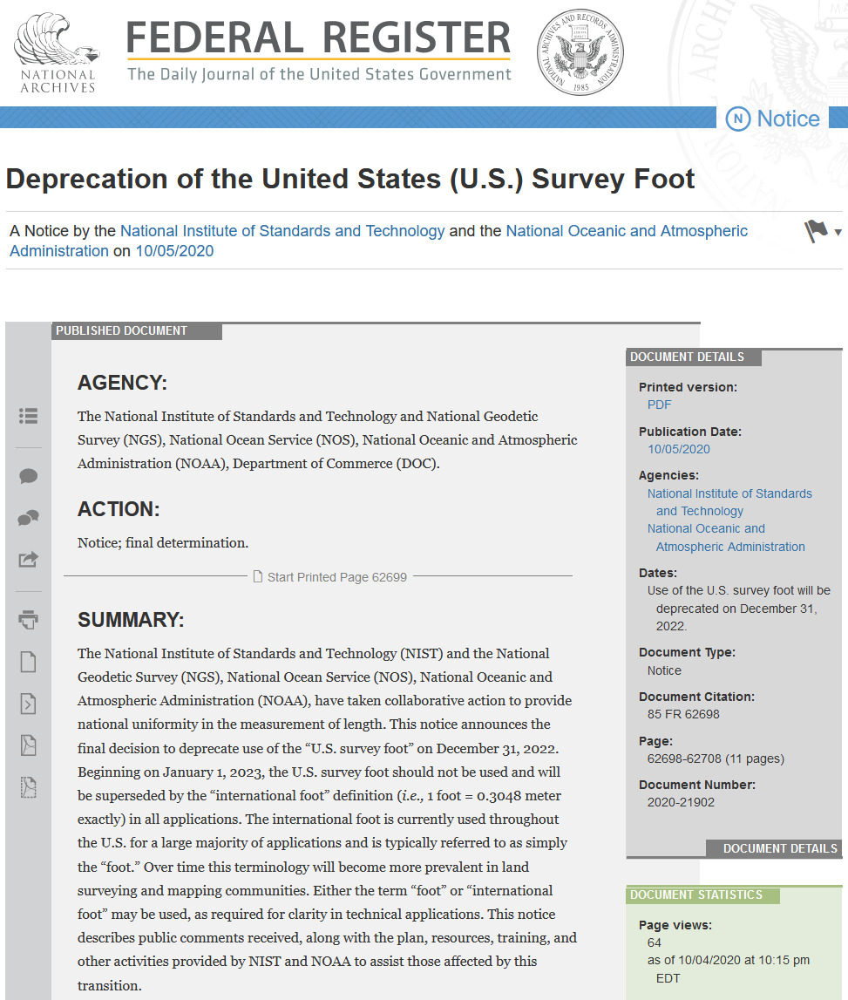 NATIONAL
ARCHIVES
FEDERAL REGISTER
The Daily Journal of the United States Government
NATIONAL ARCHIVES AND RECORDS ADMINISTRATION
1985
N Notice
Deprecation of the United States (U.S.) Survey Foot
A Notice by the National Institute of Standards and Technology and the National Oceanic and Atmospheric
Administration on 10/05/2020
PUBLISHED DOCUMENT
AGENCY:
The National Institute of Standards and Technology and National Geodetic
Survey (NGS), National Ocean Service (NOS), National Oceanic and Atmospheric
Administration (NOAA), Department of Commerce (DOC).
ACTION:
Notice; final determination.
Start Printed Page 62699
SUMMARY:
The National Institute of Standards and Technology (NIST) and the National
Geodetic Survey (NGS), National Ocean Service (NOS), National Oceanic and
Atmospheric Administration (NOAA), have taken collaborative action to provide
national uniformity in the measurement of length. This notice announces the
final decision to deprecate use of the “U.S. survey foot” on December 31, 2022.
Beginning on January 1, 2023, the U.S. survey foot should not be used and will
be superseded by the “international foot” definition (i.e., 1 foot = 0.3048 meter
exactly) in all applications. The international foot is currently used throughout
the U.S. for a large majority of applications and is typically referred to as simply
the “foot.” Over time this terminology will become more prevalent in land
surveying and mapping communities. Either the term “foot” or “international
foot” may be used, as required for clarity in technical applications. This notice
describes public comments received, along with the plan, resources, training, and
other activities provided by NIST and NOAA to assist those affected by this
transition.
DOCUMENT DETAILS
Printed version:
PDF
Publication Date:
10/05/2020
Agencies:
National Institute of Standards
and Technology
National Oceanic and
Atmospheric Administration
Dates:
Use of the U.S. survey foot will be
deprecated on December 31,
2022.
Document Type:
Notice
Document Citation:
85 FR 62698
Page:
62698-62708 (11 pages)
Document Number:
2020-21902
DOCUMENT DETAILS
DOCUMENT STATISTICS
Page views:
64
as of 10/04/2020 at 10:15 pm
EDT